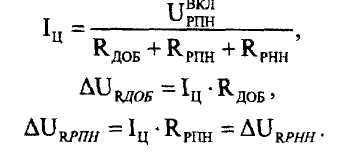 I_Ц = U_РПН^ВКЛ / (R_ДОБ + R_РПН + R_РНН),
ΔU_RДОБ = I_Ц · R_ДОБ,
ΔU_RРПН = I_Ц · R_РПН = ΔU_RРНН.